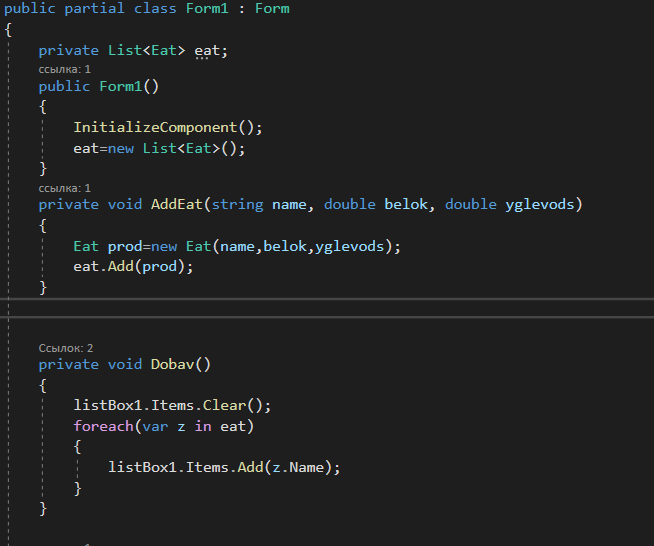 public partial class Form1 : Form
{
private List<Eat> eat;
ссылка: 1
public Form1()
{
InitializeComponent();
eat=new List<Eat>();
}
ссылка: 1
private void AddEat(string name, double belok, double yglevods)
{
Eat prod=new Eat(name,belok,yglevods);
eat.Add(prod);
}
Ссылок: 2
private void Dobav()
{
listBox1.Items.Clear();
foreach(var z in eat)
{
listBox1.Items.Add(z.Name);
}
}